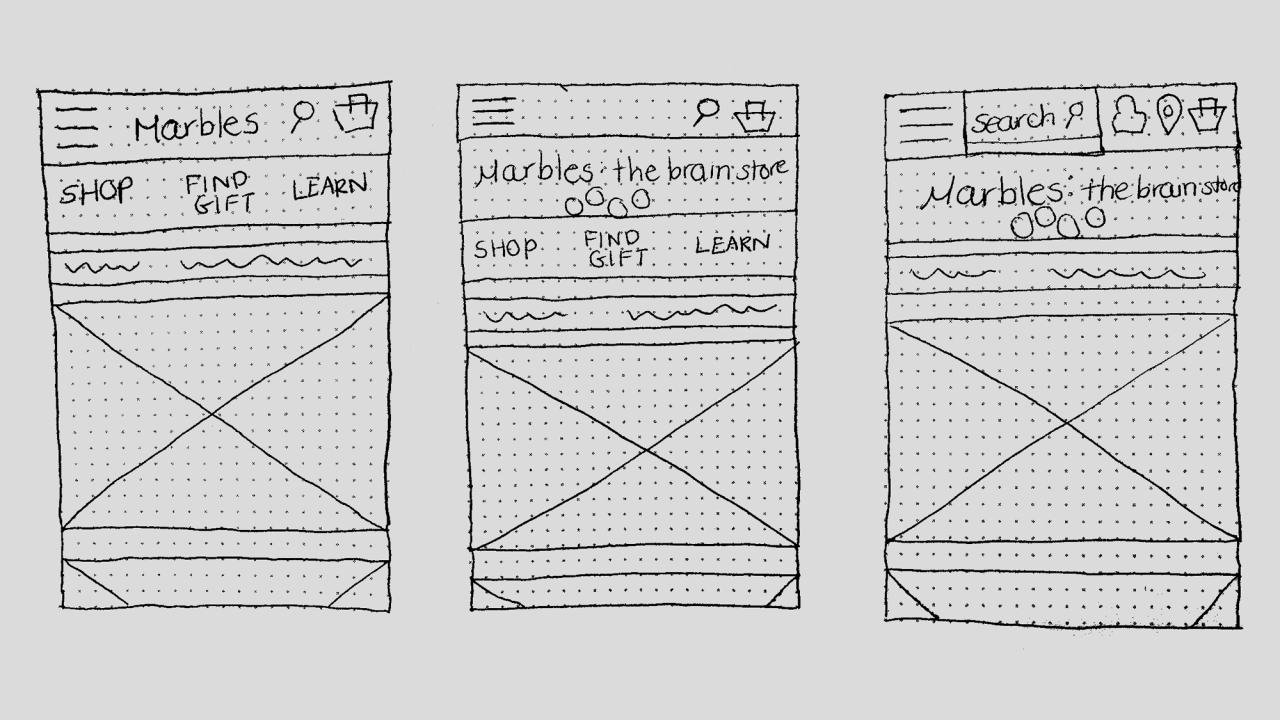 Marbles
SHOP
FIND
GIFT
LEARN
Marbles: the brain store
SHOP
FIND
GIFT
LEARN
search
Marbles: the brain store